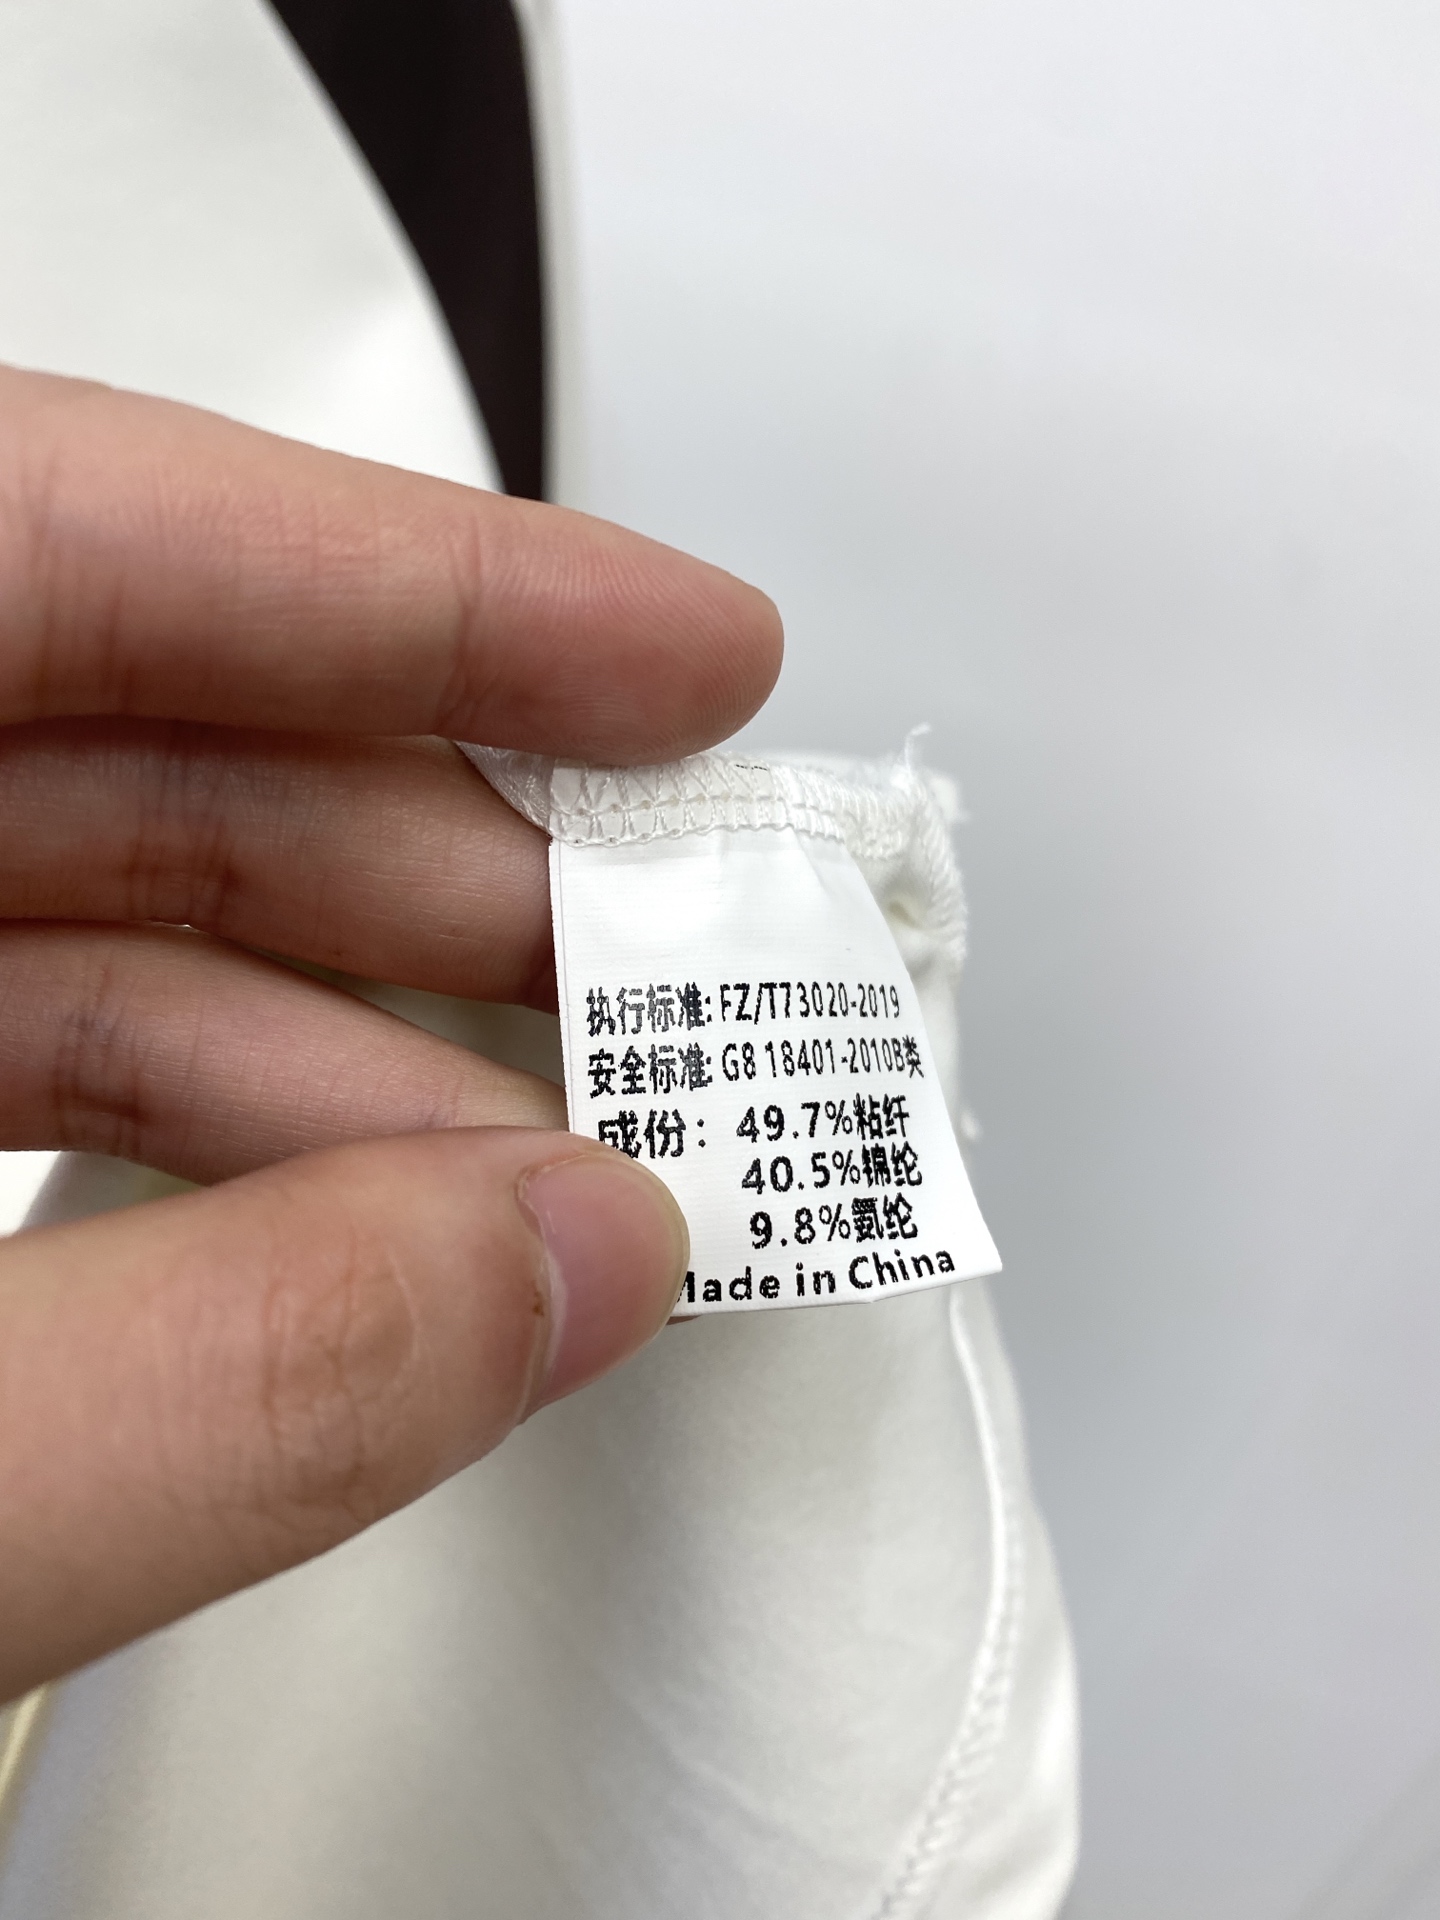 执行标准: FZ/T73020-2019
安全标准: G8 18401-2010B类
成份: 49.7%粘纤
40.5%锦纶
9.8%氨纶
Made in China